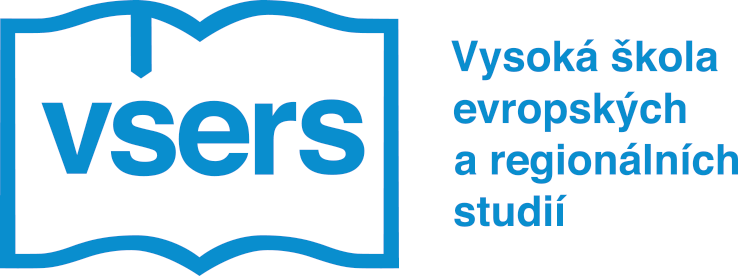 vsers
Vysoká škola
evropských
a regionálních
studií